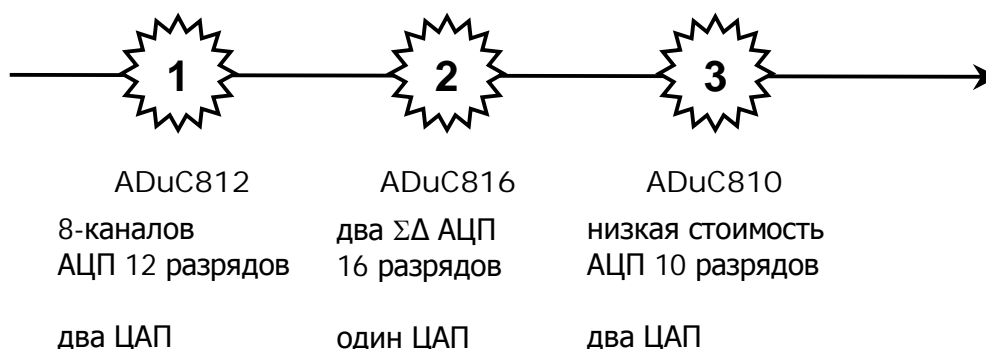 1 2 3
ADuC812 ADuC816 ADuC810
8-каналов два ΣΔ АЦП низкая стоимость
АЦП 12 разрядов 16 разрядов АЦП 10 разрядов
два ЦАП один ЦАП два ЦАП